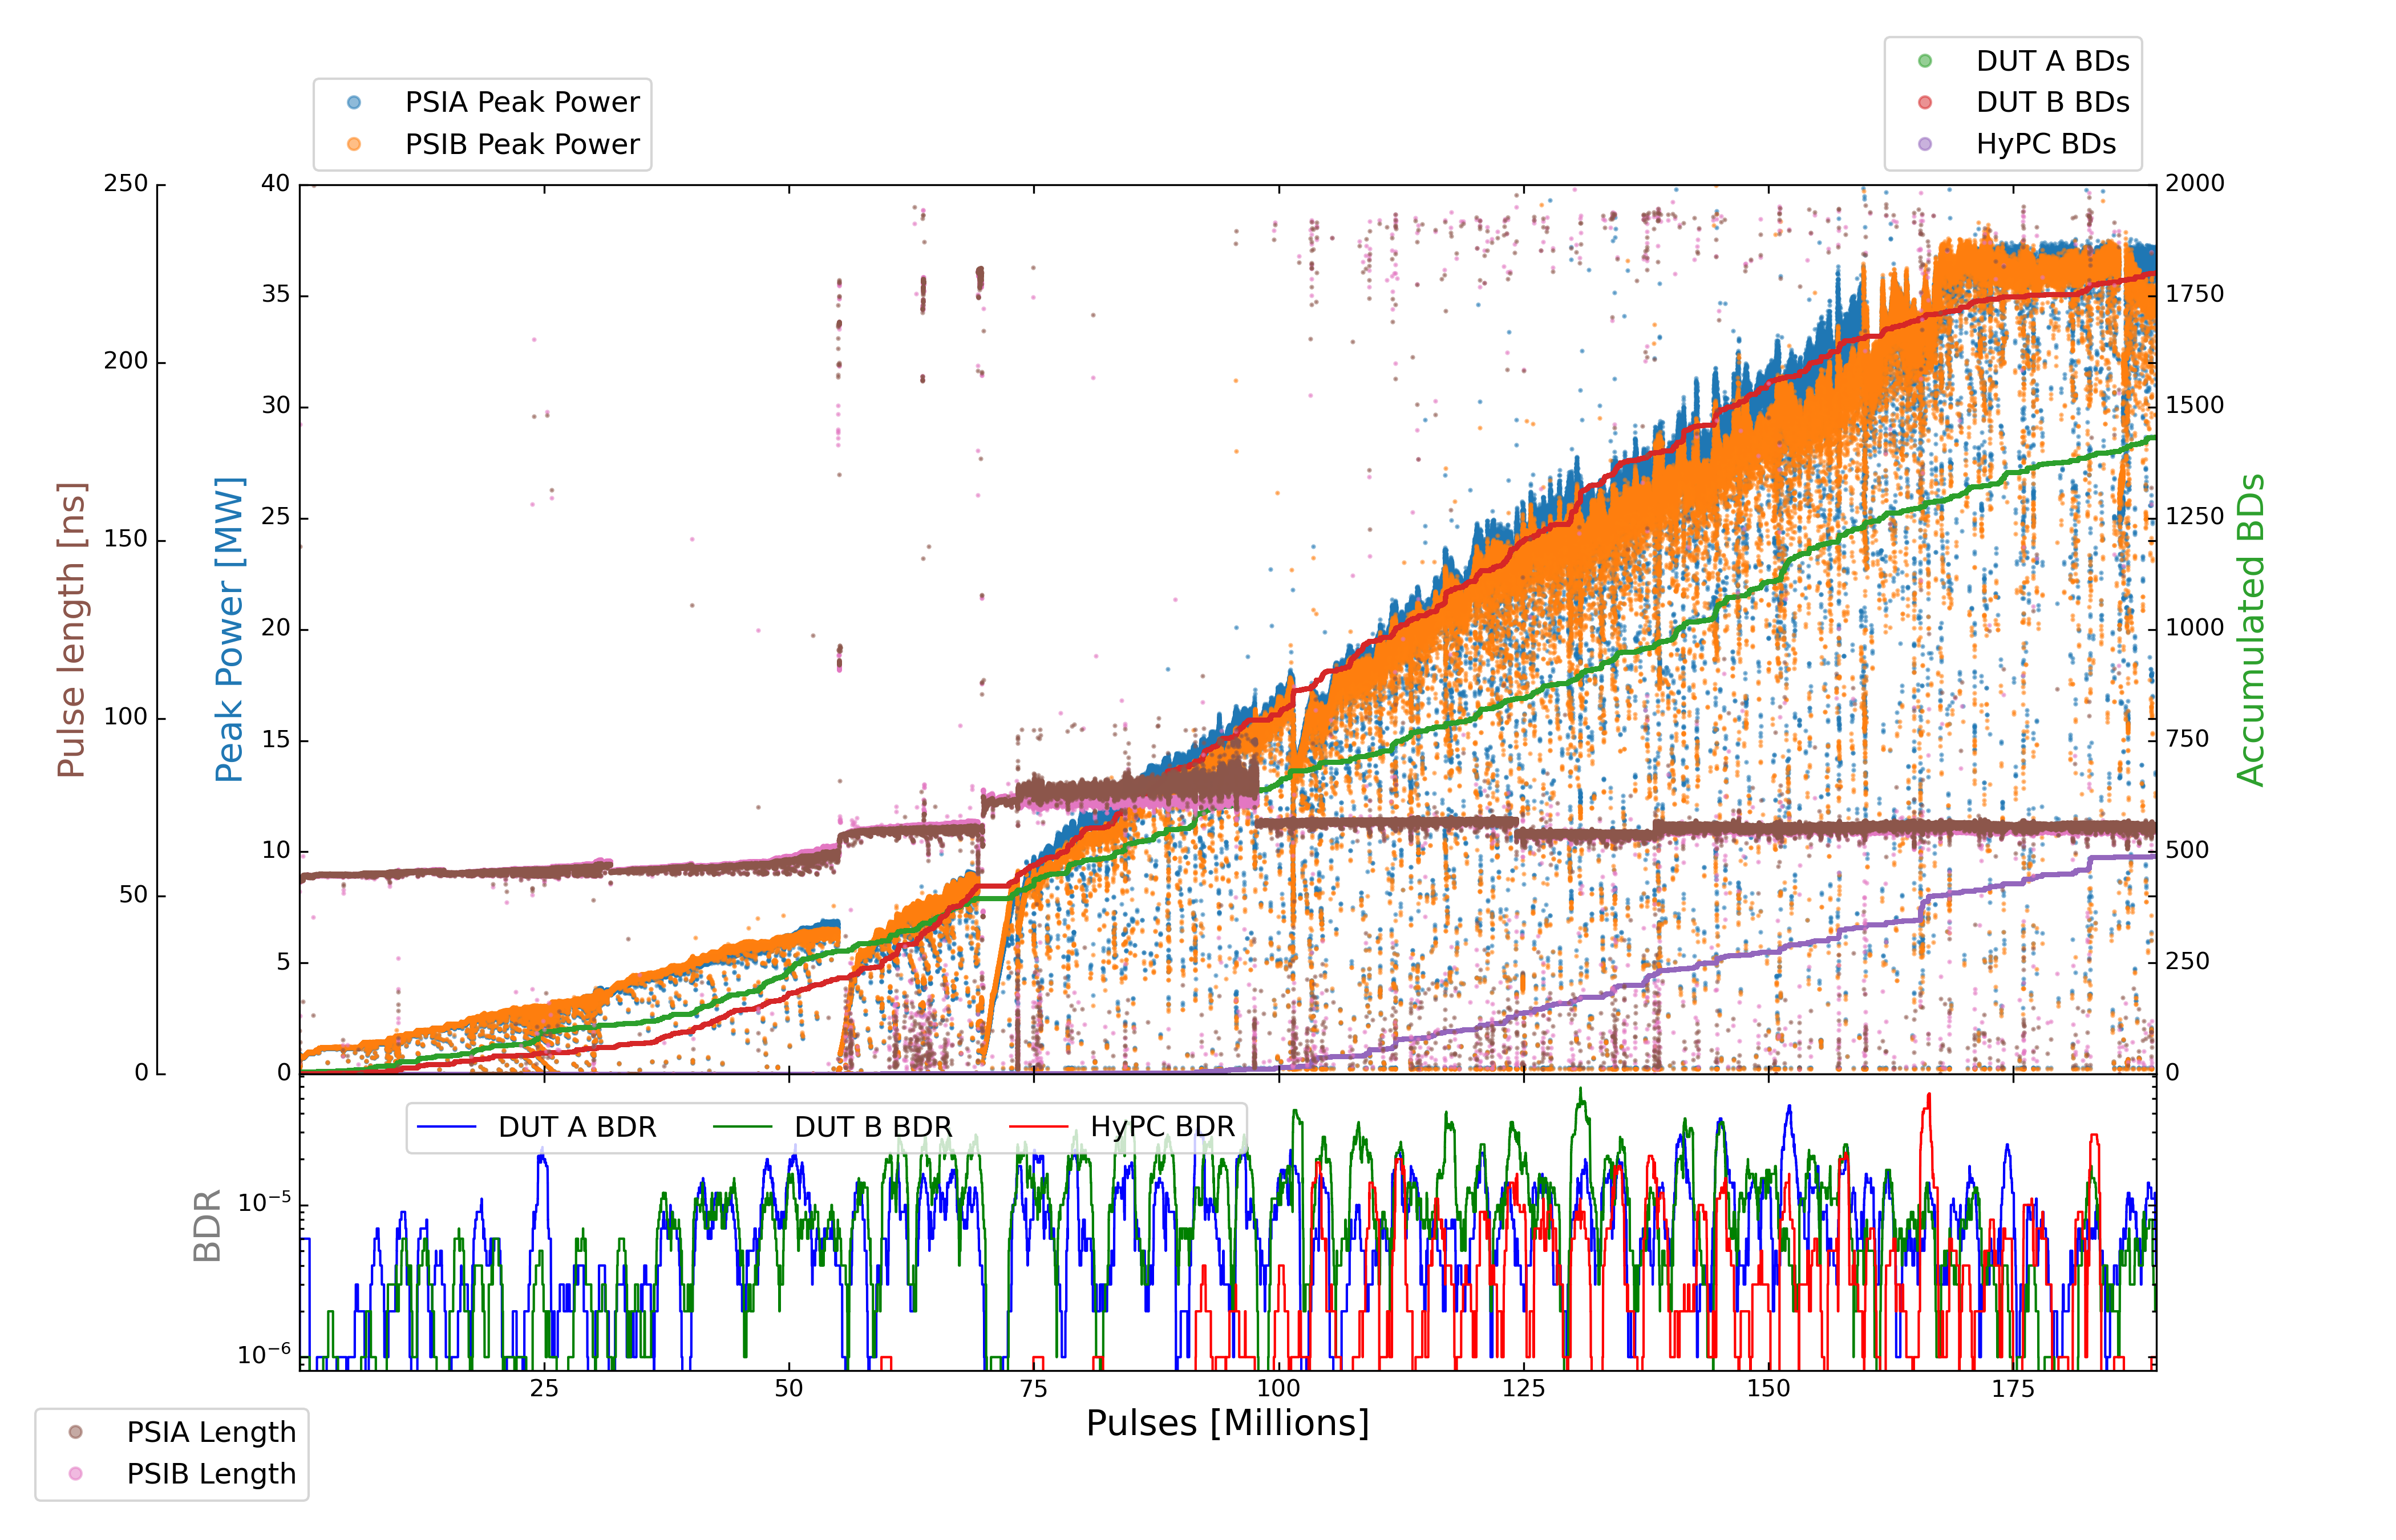 PSIA Peak Power
PSIB Peak Power
DUT A BDs
DUT B BDs
HyPC BDs
250
200
150
100
50
0
Pulse length [ns]
40
35
30
25
20
15
10
5
0
Peak Power [MW]
2000
1750
1500
1250
1000
750
500
250
0
Accumulated BDs
DUT A BDR
DUT B BDR
HyPC BDR
10⁻⁵
10⁻⁶
BDR
25 50 75 100 125 150 175
Pulses [Millions]
PSIA Length
PSIB Length